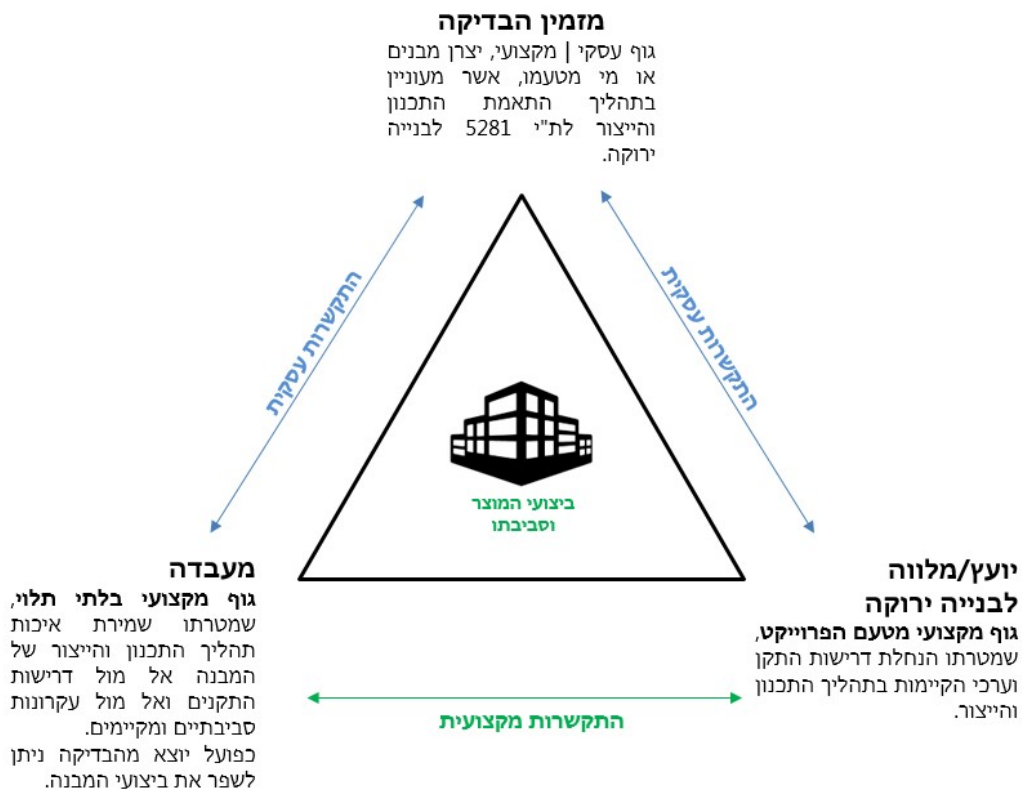 מזמין הבדיקה
גוף עסקי | מקצועי, יצרן מבנים
או מי מטעמו, אשר מעוניין
בתהליך התאמת התכנון
והייצור לת"י 5281 לבנייה
ירוקה.
התקשרות עסקית
התקשרות עסקית
ביצועי המוצר
וסביבתו
יועץ/מלווה
לבנייה ירוקה
גוף מקצועי מטעם הפרוייקט,
שמטרתו הנחלת דרישות התקן
וערכי הקיימות בתהליך התכנון
והייצור.
התקשרות מקצועית
מעבדה
גוף מקצועי בלתי תלוי,
שמטרתו שמירת איכות
תהליך התכנון והייצור של
המבנה אל מול דרישות
התקנים ואל מול עקרונות
סביבתיים ומקיימים.
כפועל יוצא מהבדיקה ניתן
לשפר את ביצועי המבנה.